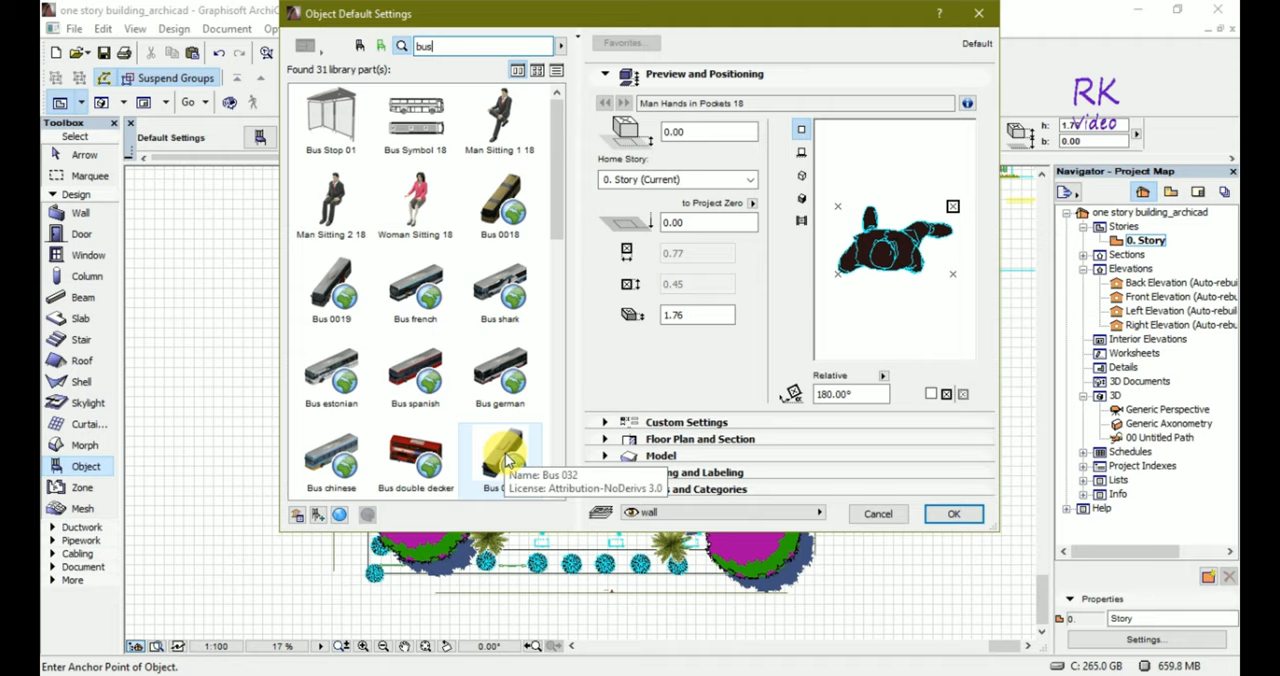 one story building_archicad - Graphisoft ArchiC
File Edit View Design Document
Suspend Groups
Go
Toolbox
Select
Arrow
Marquee
Design
Wall
Door
Window
Column
Beam
Slab
Stair
Roof
Shell
Skylight
Curtai...
Morph
Object
Zone
Mesh
Ductwork
Pipework
Cabling
Document
More
Default Settings
Object Default Settings
?
bus
Found 31 library part(s):
Bus Stop 01
Bus Symbol 18
Man Sitting 1 18
Man Sitting 2 18
Woman Sitting 18
Bus 0018
Bus 0019
Bus french
Bus shark
Bus estonian
Bus spanish
Bus german
Bus chinese
Bus double decker
Name: Bus 032
License: Attribution-NoDerivs 3.0
Favorites...
Default
Preview and Positioning
Man Hands in Pockets 18
0.00
Home Story:
0. Story (Current)
to Project Zero
0.00
0.77
0.45
1.76
Relative
180.00°
Custom Settings
Floor Plan and Section
Model
ing and Labeling
s and Categories
wall
Cancel
OK
RK
Video
h:
b: 0.00
Navigator - Project Map
one story building_archicad
Stories
0. Story
Sections
Elevations
Back Elevation (Auto-rebui
Front Elevation (Auto-rebui
Left Elevation (Auto-rebuil
Right Elevation (Auto-rebui
Interior Elevations
Worksheets
Details
3D Documents
3D
Generic Perspective
Generic Axonometry
00 Untitled Path
Schedules
Project Indexes
Lists
Info
Help
Properties
0. Story
Settings...
1:100
17 %
0.00°
Enter Anchor Point of Object.
C: 265.0 GB
659.8 MB